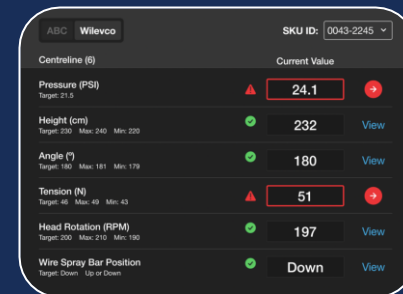 ABC Wilevco SKU ID: 0043-2245
Centreline (6) Current Value
Pressure (PSI)
Target: 21.5
24.1
Height (cm)
Target: 230 Max: 240 Min: 220
232 View
Angle (º)
Target: 180 Max: 181 Min: 179
180 View
Tension (N)
Target: 46 Max: 49 Min: 43
51
Head Rotation (RPM)
Target: 200 Max: 210 Min: 190
197 View
Wire Spray Bar Position
Target: Down Up or Down
Down View